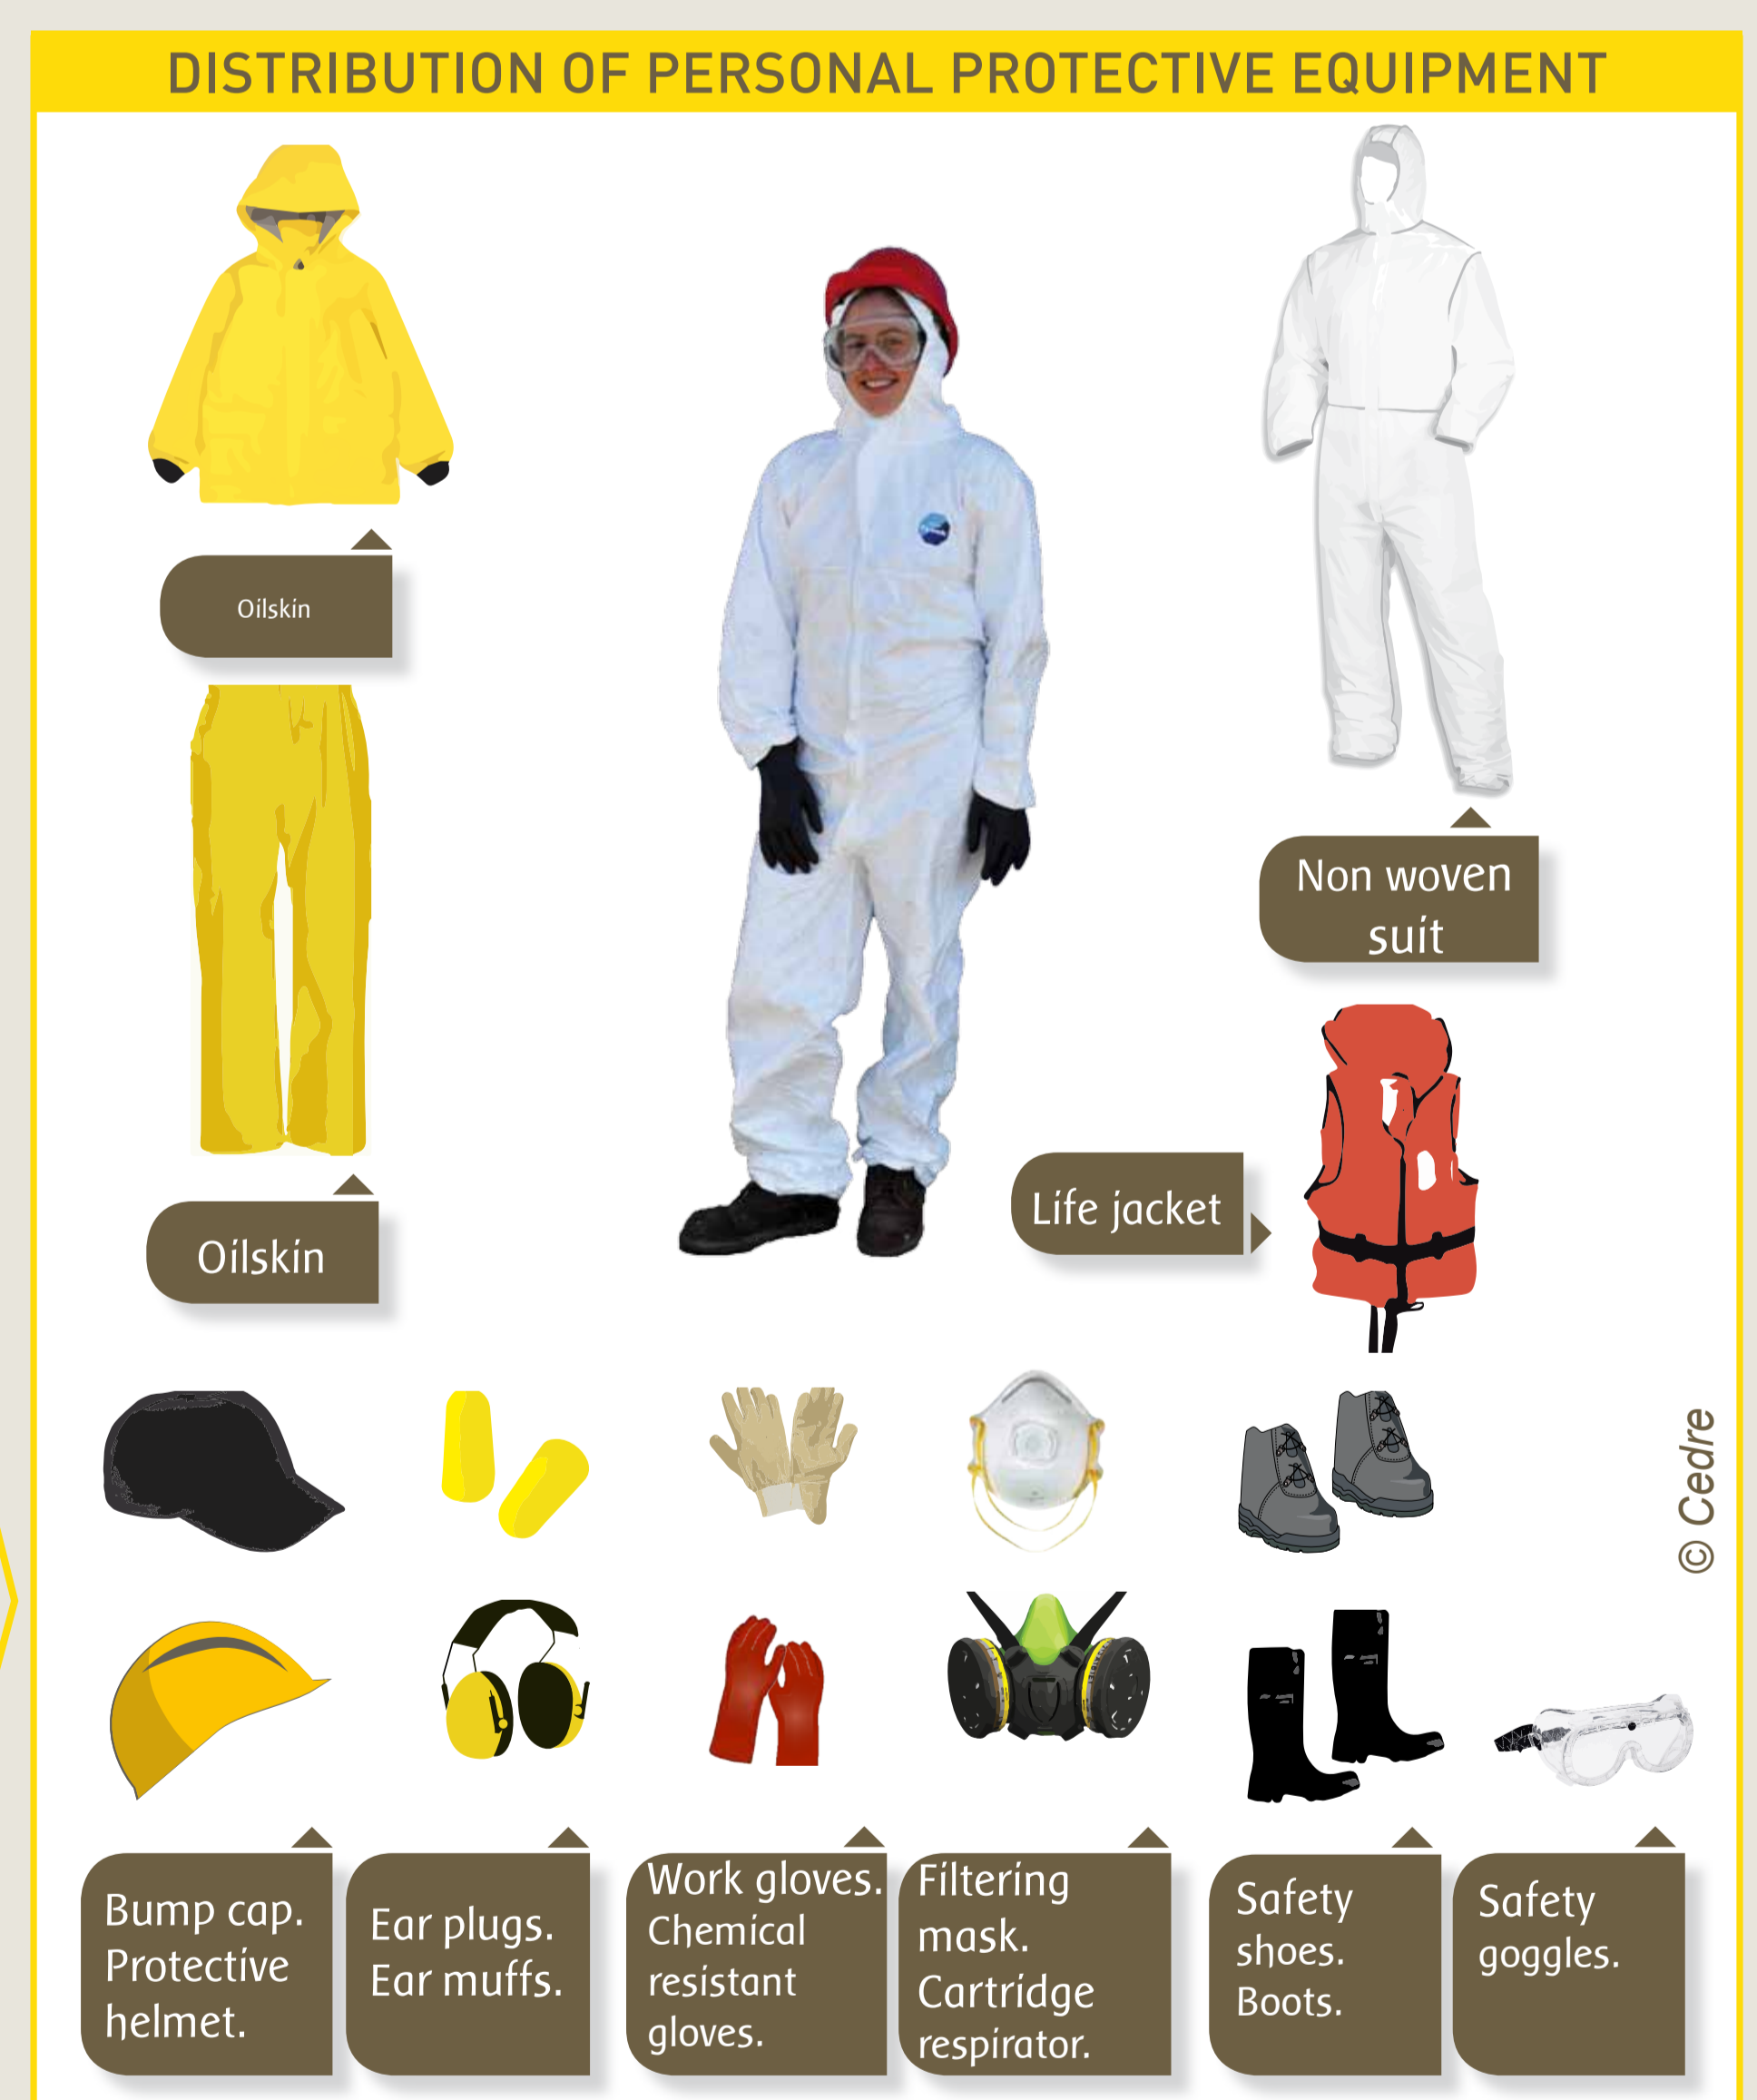 DISTRIBUTION OF PERSONAL PROTECTIVE EQUIPMENT
Oilskin
Non woven
suit
Life jacket
Oilskin
© Cedre
Bump cap.
Protective
helmet.
Ear plugs.
Ear muffs.
Work gloves.
Chemical
resistant
gloves.
Filtering
mask.
Cartridge
respirator.
Safety
shoes.
Boots.
Safety
goggles.